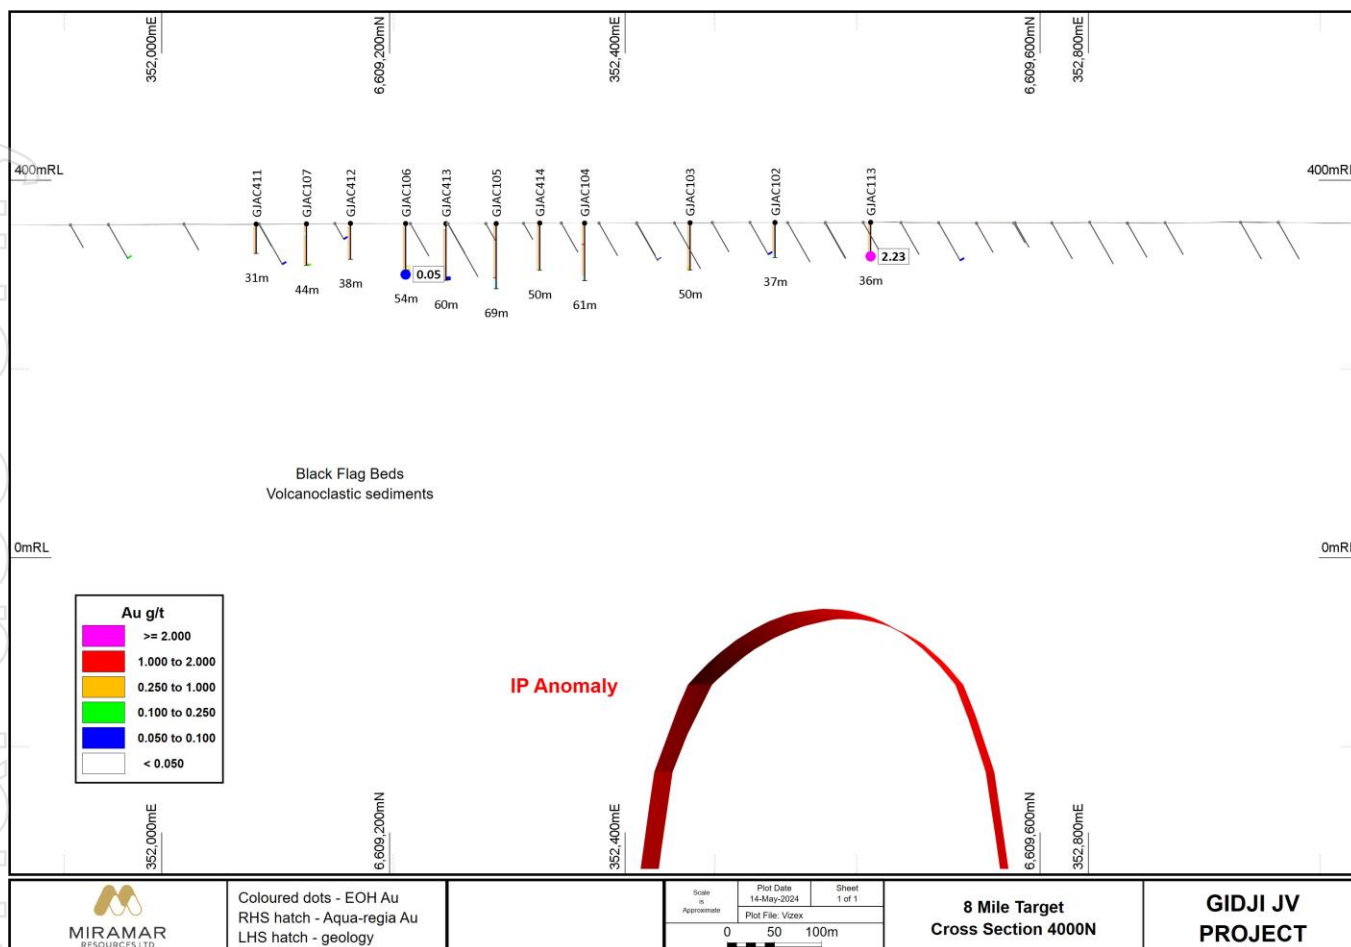 352,000mE
6,609,200mN
352,400mE
6,609,600mN
352,800mE
400mRL
400mRL
GJAC411
GJAC107
GJAC412
GJAC106
GJAC413
GJAC105
GJAC414
GJAC104
GJAC103
GJAC102
GJAC113
0.05
2.23
31m
44m
38m
54m
60m
69m
50m
61m
50m
37m
36m
Black Flag Beds
Volcanoclastic sediments
0mRL
0mRL
Au g/t
>= 2.000
1.000 to 2.000
0.250 to 1.000
0.100 to 0.250
0.050 to 0.100
< 0.050
IP Anomaly
352,000mE
6,609,200mN
352,400mE
6,609,600mN
352,800mE
MIRAMAR
RESOURCES LTD
Coloured dots - EOH Au
RHS hatch - Aqua-regia Au
LHS hatch - geology
Scale
is
Approximate
Plot Date
14-May-2024
Sheet
1 of 1
Plot File: Vizex
0 50 100m
8 Mile Target
Cross Section 4000N
GIDJI JV
PROJECT